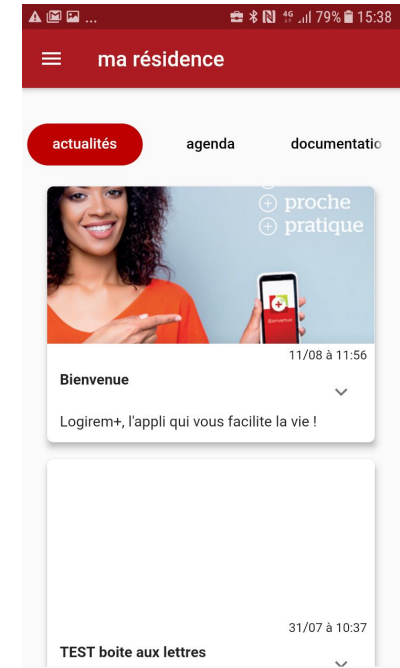 ... 4G 79% 15:38
ma résidence
actualités agenda documentatio
proche
pratique
Bienvenue
11/08 à 11:56
Bienvenue
Logirem+, l'appli qui vous facilite la vie !
31/07 à 10:37
TEST boite aux lettres